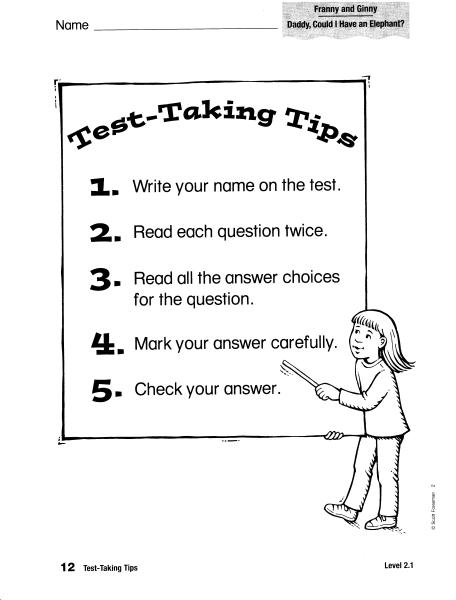 Franny and Ginny
Daddy, Could I Have an Elephant?
Name
Test-Taking Tips
1. Write your name on the test.
2. Read each question twice.
3. Read all the answer choices
for the question.
4. Mark your answer carefully.
5. Check your answer.
© Scott Foresman 2
12 Test-Taking Tips
Level 2.1